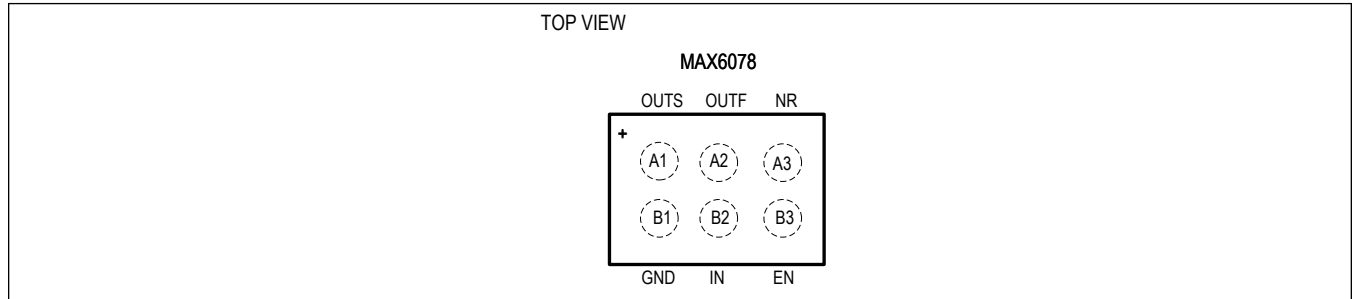 TOP VIEW
MAX6078
OUTS OUTF NR
+
A1 A2 A3
B1 B2 B3
GND IN EN